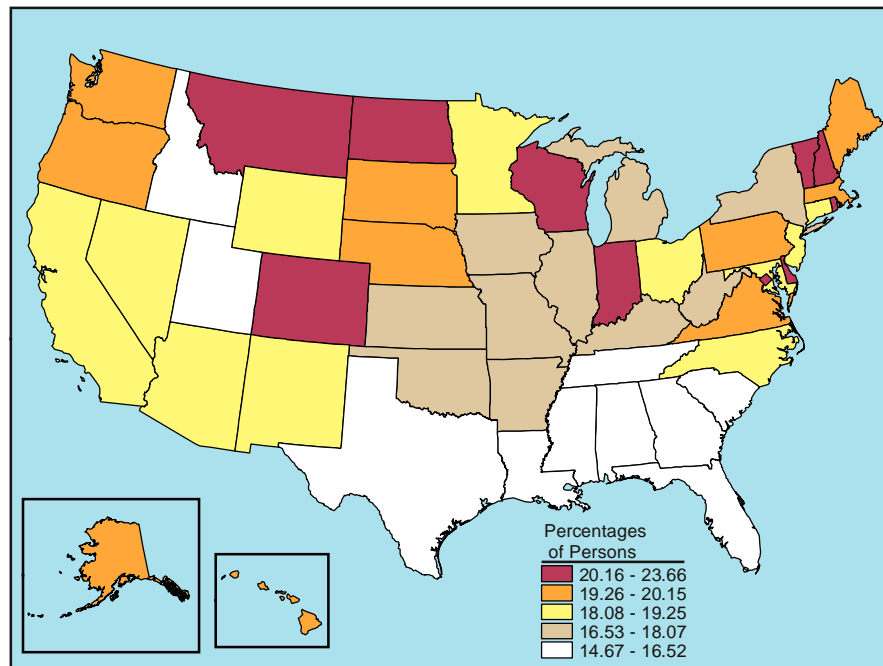 Percentages
of Persons
20.16 - 23.66
19.26 - 20.15
18.08 - 19.25
16.53 - 18.07
14.67 - 16.52